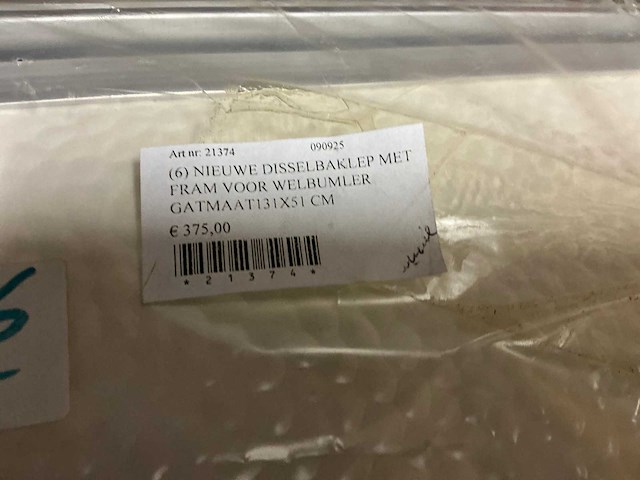 Art nr: 21374 090925
(6) NIEUWE DISSELBAKLEP MET
FRAM VOOR WELBUMLER
GATMAAT131X51 CM
€ 375,00
* 2 1 3 7 4 *